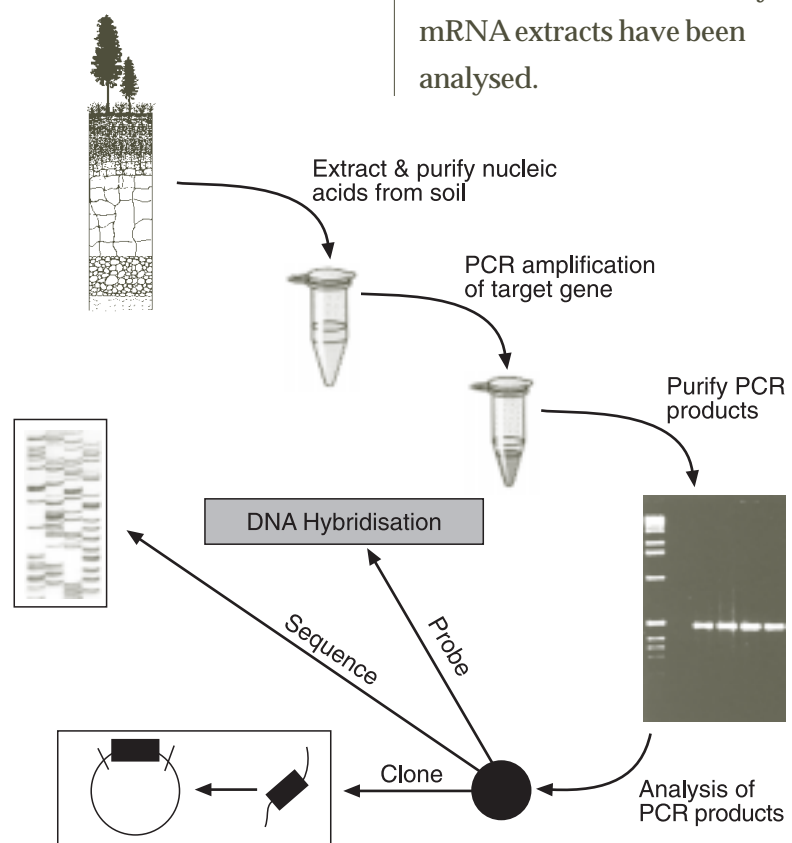 mRNA extracts have been
analysed.
Extract & purify nucleic
acids from soil
PCR amplification
of target gene
Purify PCR
products
DNA Hybridisation
Sequence
Probe
Clone
Analysis of
PCR products